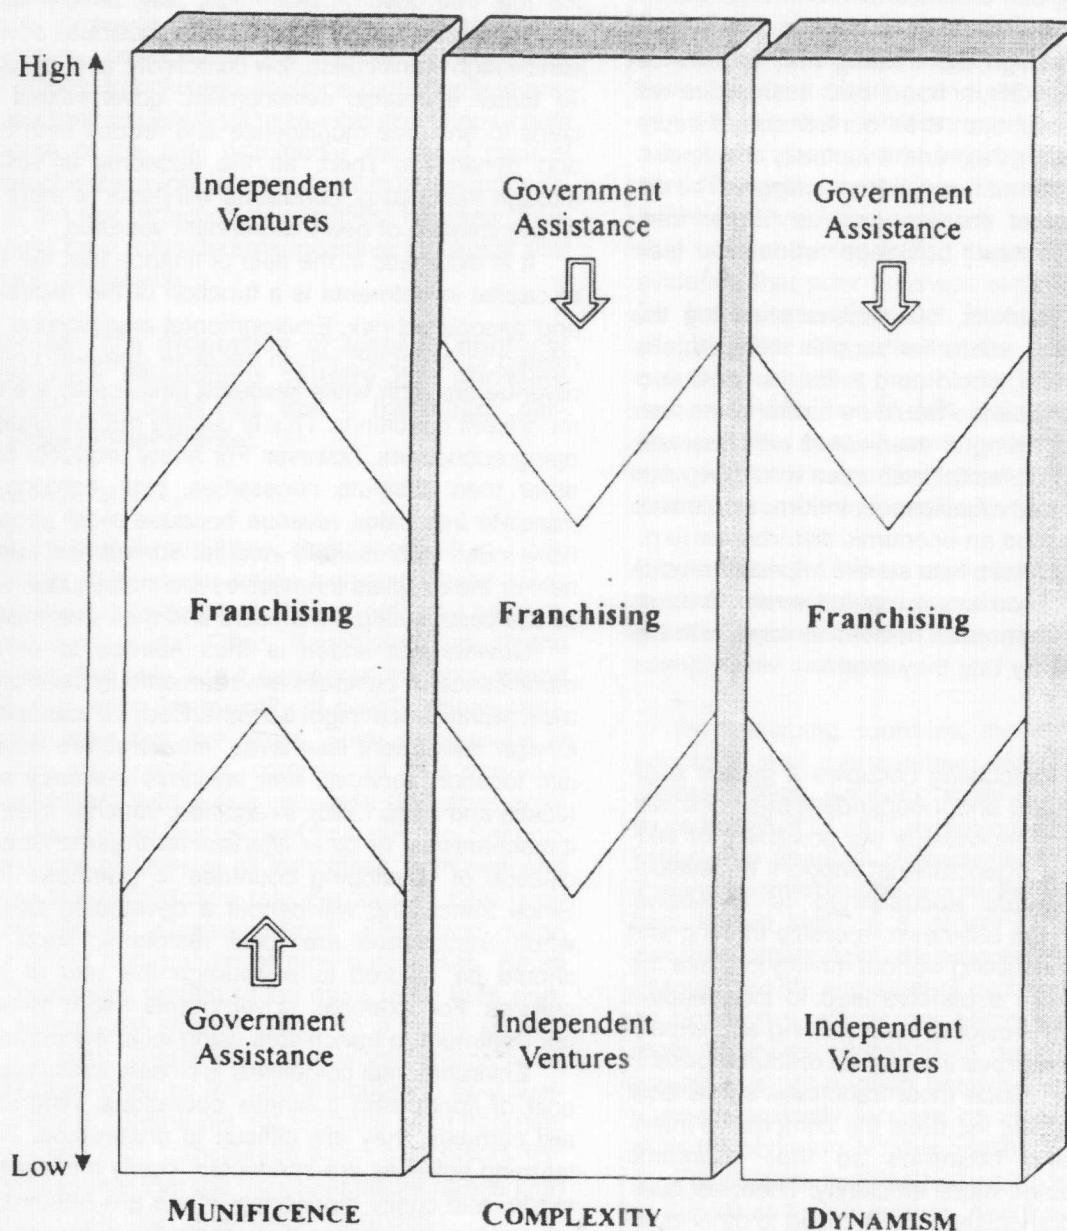 High
Independent
Ventures
Government
Assistance
Government
Assistance
Franchising
Franchising
Franchising
Government
Assistance
Independent
Ventures
Independent
Ventures
Low
MUNIFICENCE
COMPLEXITY
DYNAMISM